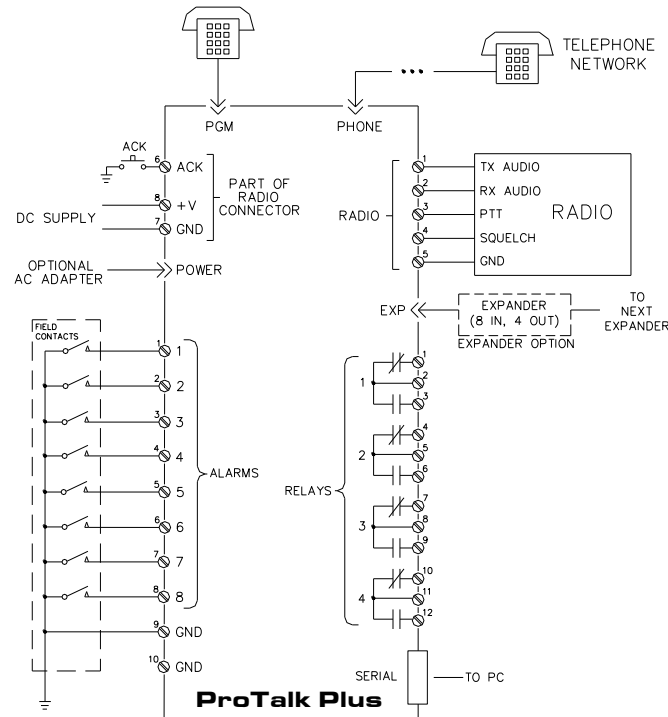 TELEPHONE
NETWORK
PGM
PHONE
ACK
6
ACK
8
+V
7
GND
DC SUPPLY
PART OF
RADIO
CONNECTOR
OPTIONAL
AC ADAPTER
POWER
RADIO
1
TX AUDIO
2
RX AUDIO
3
PTT
4
SQUELCH
5
GND
RADIO
EXP
EXPANDER
(8 IN, 4 OUT)
EXPANDER OPTION
TO
NEXT
EXPANDER
FIELD
CONTACTS
1
1
2
2
3
3
4
4
5
5
6
6
7
7
8
8
9
GND
10
GND
ALARMS
RELAYS
1
1
2
3
2
4
5
6
3
7
8
9
4
10
11
12
SERIAL
TO PC
ProTalk Plus